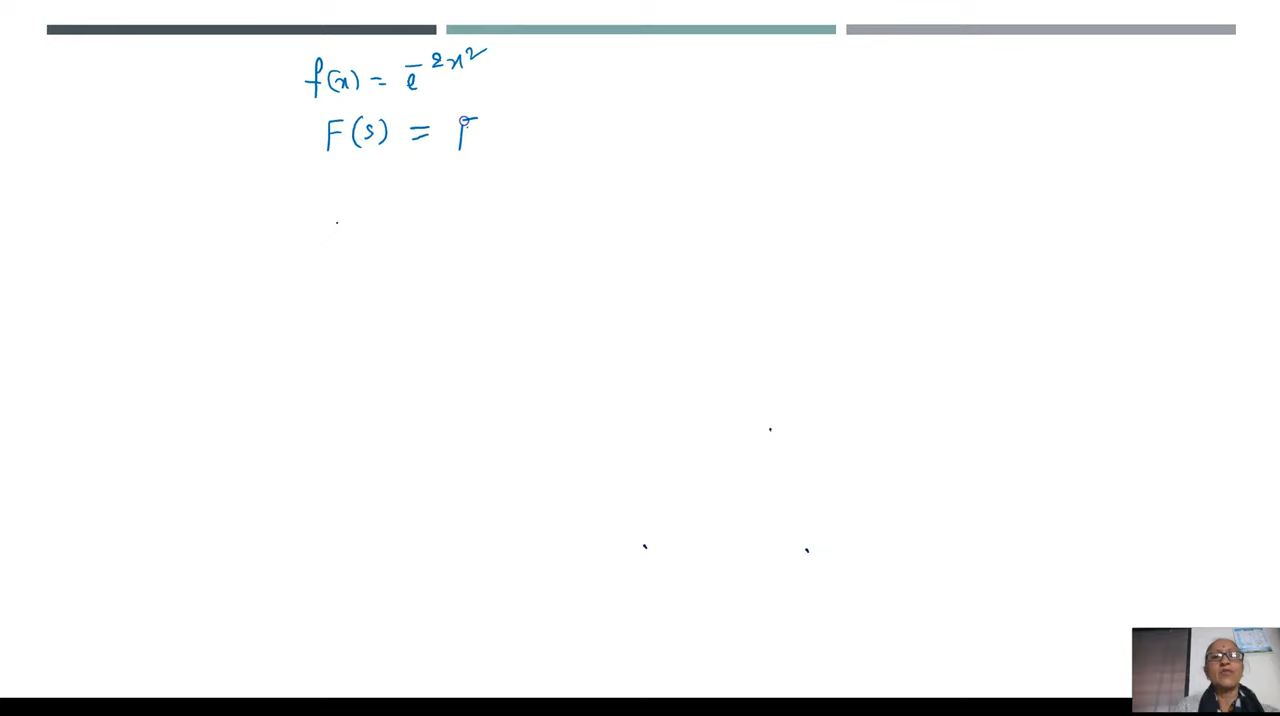 f(x) = e^-2x^2
F(s) = F